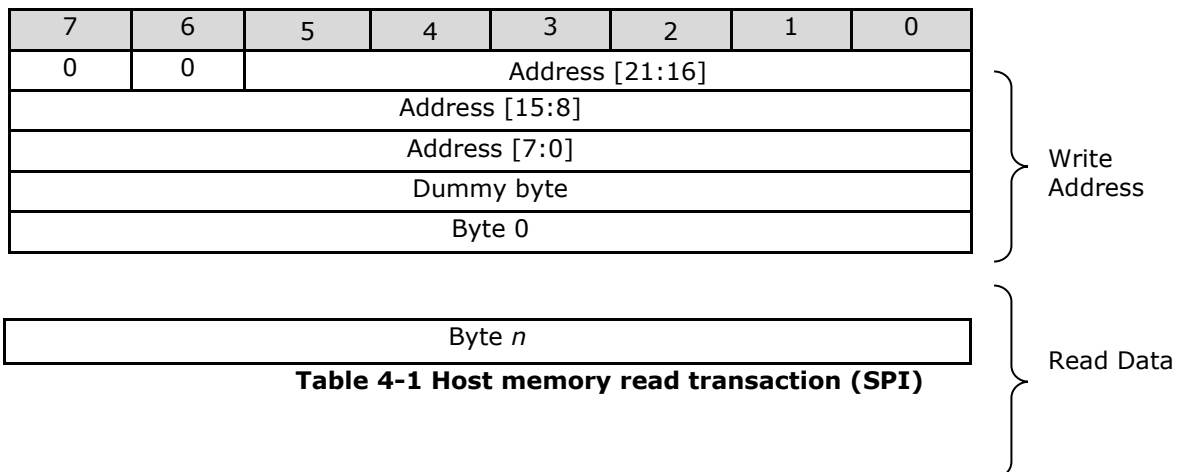 7 6 5 4 3 2 1 0
0 0 Address [21:16]
Address [15:8]
Address [7:0]
Dummy byte
Byte 0
Write
Address
Byte n
Read Data
Table 4-1 Host memory read transaction (SPI)